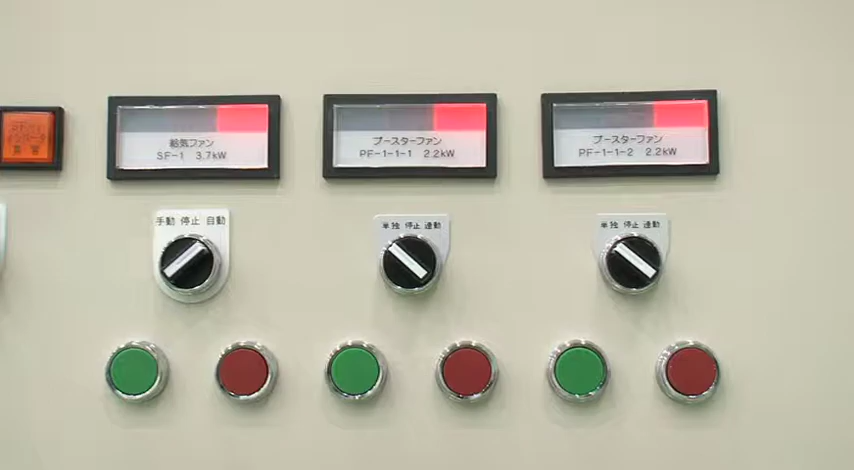 給気ファン
SF-1 3.7kW
ブースターファン
PF-1-1-1 2.2kW
ブースターファン
PF-1-1-2 2.2kW
手動 停止 自動
単独 停止 連動
単独 停止 連動